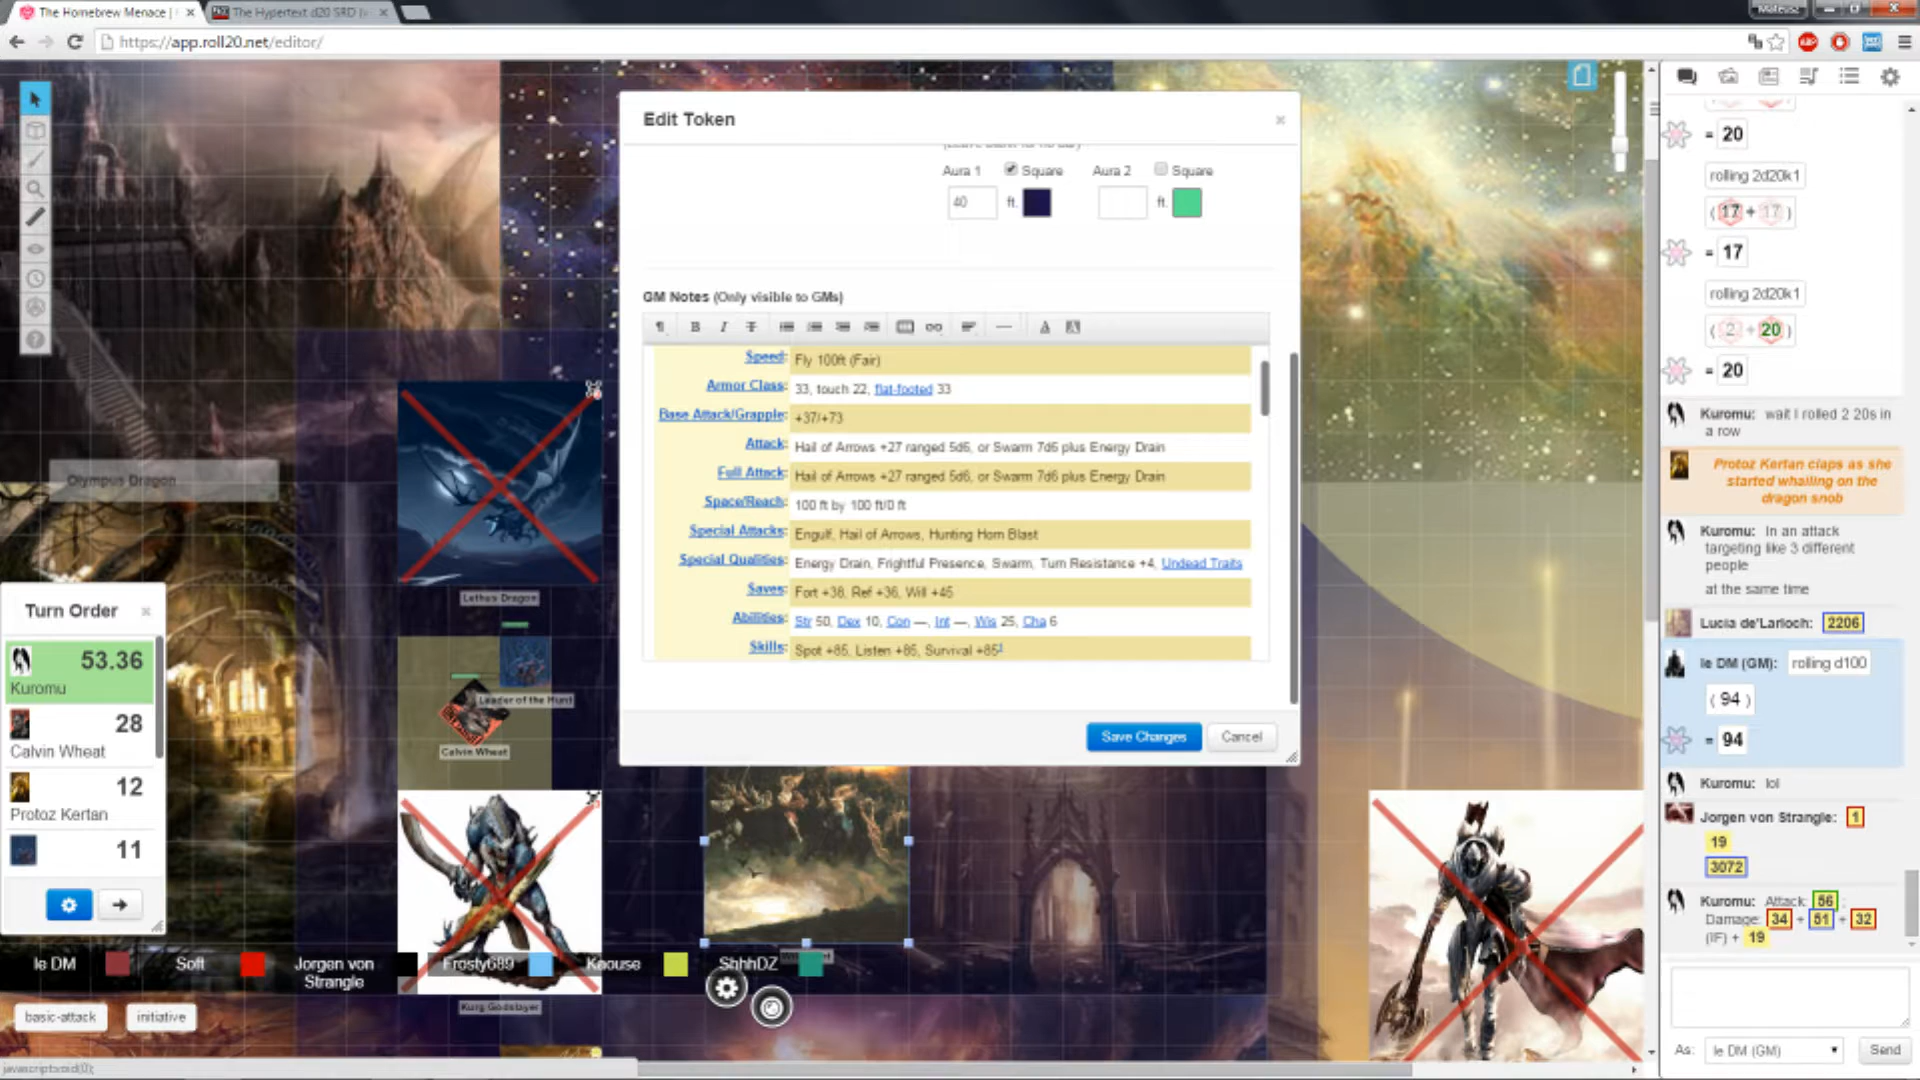 The Homebrew Menace |
The Hypertext d20 SRD (v
Mateusz
https://app.roll20.net/editor/
Edit Token
Aura 1
Square
Aura 2
Square
40
ft.
ft.
GM Notes (Only visible to GMs)
Speed: Fly 100ft (Fair)
Armor Class: 33, touch 22, flat-footed 33
Base Attack/Grapple: +37/+73
Attack: Hail of Arrows +27 ranged 5d6, or Swarm 7d6 plus Energy Drain
Full Attack: Hail of Arrows +27 ranged 5d6, or Swarm 7d6 plus Energy Drain
Space/Reach: 100 ft by 100 ft/0 ft
Special Attacks: Engulf, Hail of Arrows, Hunting Horn Blast
Special Qualities: Energy Drain, Frightful Presence, Swarm, Turn Resistance +4, Undead Traits
Saves: Fort +38, Ref +36, Will +45
Abilities: Str 50, Dex 10, Con —, Int —, Wis 25, Cha 6
Skills: Spot +85, Listen +85, Survival +85
Save Changes
Cancel
Olympus Dragon
Lethus Dragon
Leader of the Hunt
Calvin Wheat
Kurg Godslayer
Turn Order
53.36
Kuromu
28
Calvin Wheat
12
Protoz Kertan
11
le DM
Soft
Jorgen von Strangle
Frosty689
Kaouse
ShhhDZ
basic-attack
initiative
javascript:void(0);
= 20
rolling 2d20k1
(17 + 17)
= 17
rolling 2d20k1
(2 + 20)
= 20
Kuromu: wait I rolled 2 20s in
a row
Protoz Kertan claps as she
started whailing on the
dragon snob
Kuromu: In an attack
targeting like 3 different
people
at the same time
Lucia de'Larloch: 2206
le DM (GM): rolling d100
(94)
= 94
Kuromu: lol
Jorgen von Strangle: 1
19
3072
Kuromu: Attack: 56
Damage: 34 + 51 + 32
(IF) + 19
As: le DM (GM)
Send